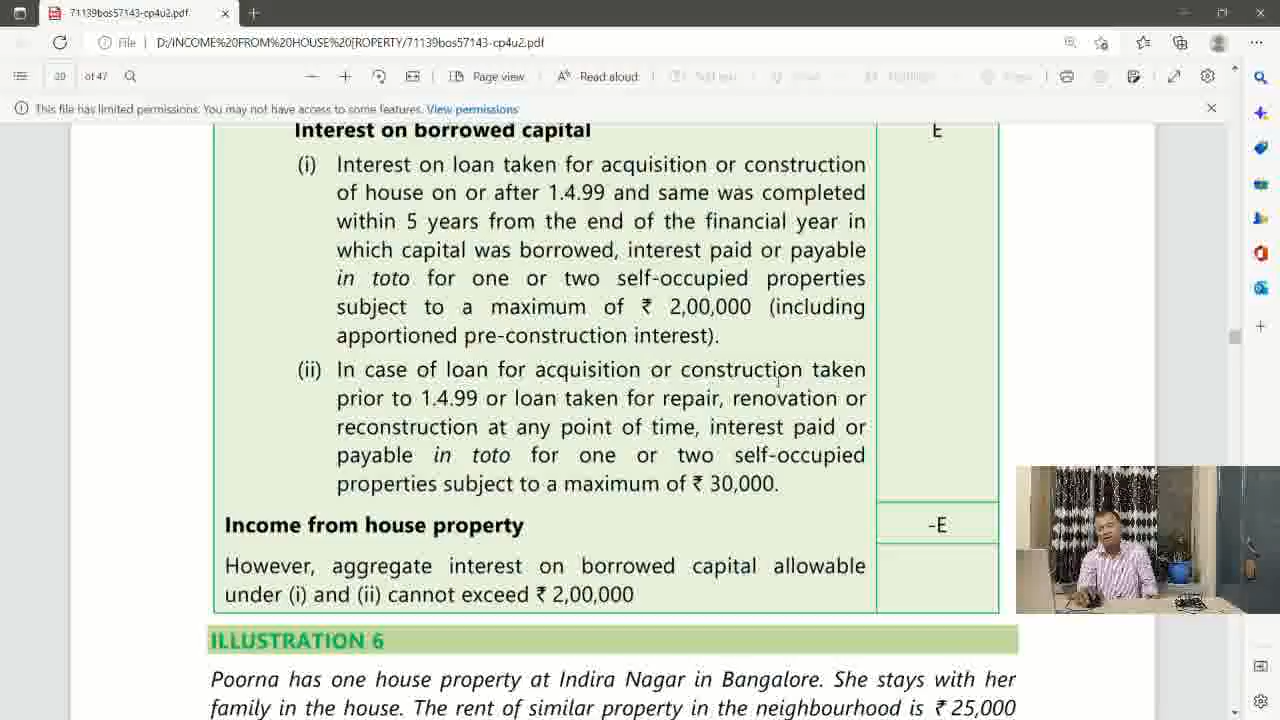 71139bos57143-cp4u2.pdf
File
D:/INCOME%20FROM%20HOUSE%20[ROPERTY/71139bos57143-cp4u2.pdf
of 47
Page view
Read aloud
This file has limited permissions. You may not have access to some features. View permissions
Interest on borrowed capital
E
(i) Interest on loan taken for acquisition or construction
of house on or after 1.4.99 and same was completed
within 5 years from the end of the financial year in
which capital was borrowed, interest paid or payable
in toto for one or two self-occupied properties
subject to a maximum of ₹ 2,00,000 (including
apportioned pre-construction interest).
(ii) In case of loan for acquisition or construction taken
prior to 1.4.99 or loan taken for repair, renovation or
reconstruction at any point of time, interest paid or
payable in toto for one or two self-occupied
properties subject to a maximum of ₹ 30,000.
Income from house property
-E
However, aggregate interest on borrowed capital allowable
under (i) and (ii) cannot exceed ₹ 2,00,000
ILLUSTRATION 6
Poorna has one house property at Indira Nagar in Bangalore. She stays with her
family in the house. The rent of similar property in the neighbourhood is ₹ 25,000